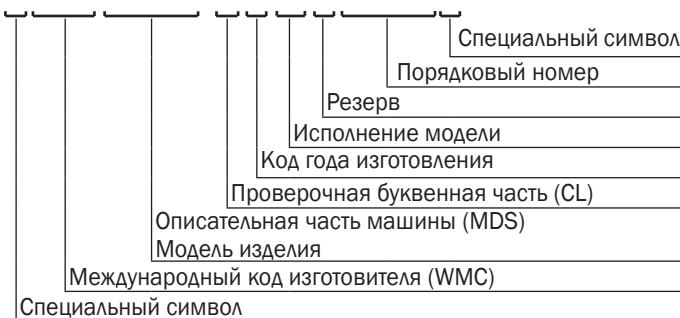 Специальный символ
Порядковый номер
Резерв
Исполнение модели
Код года изготовления
Проверочная буквенная часть (CL)
Описательная часть машины (MDS)
Модель изделия
Международный код изготовителя (WMC)
Специальный символ